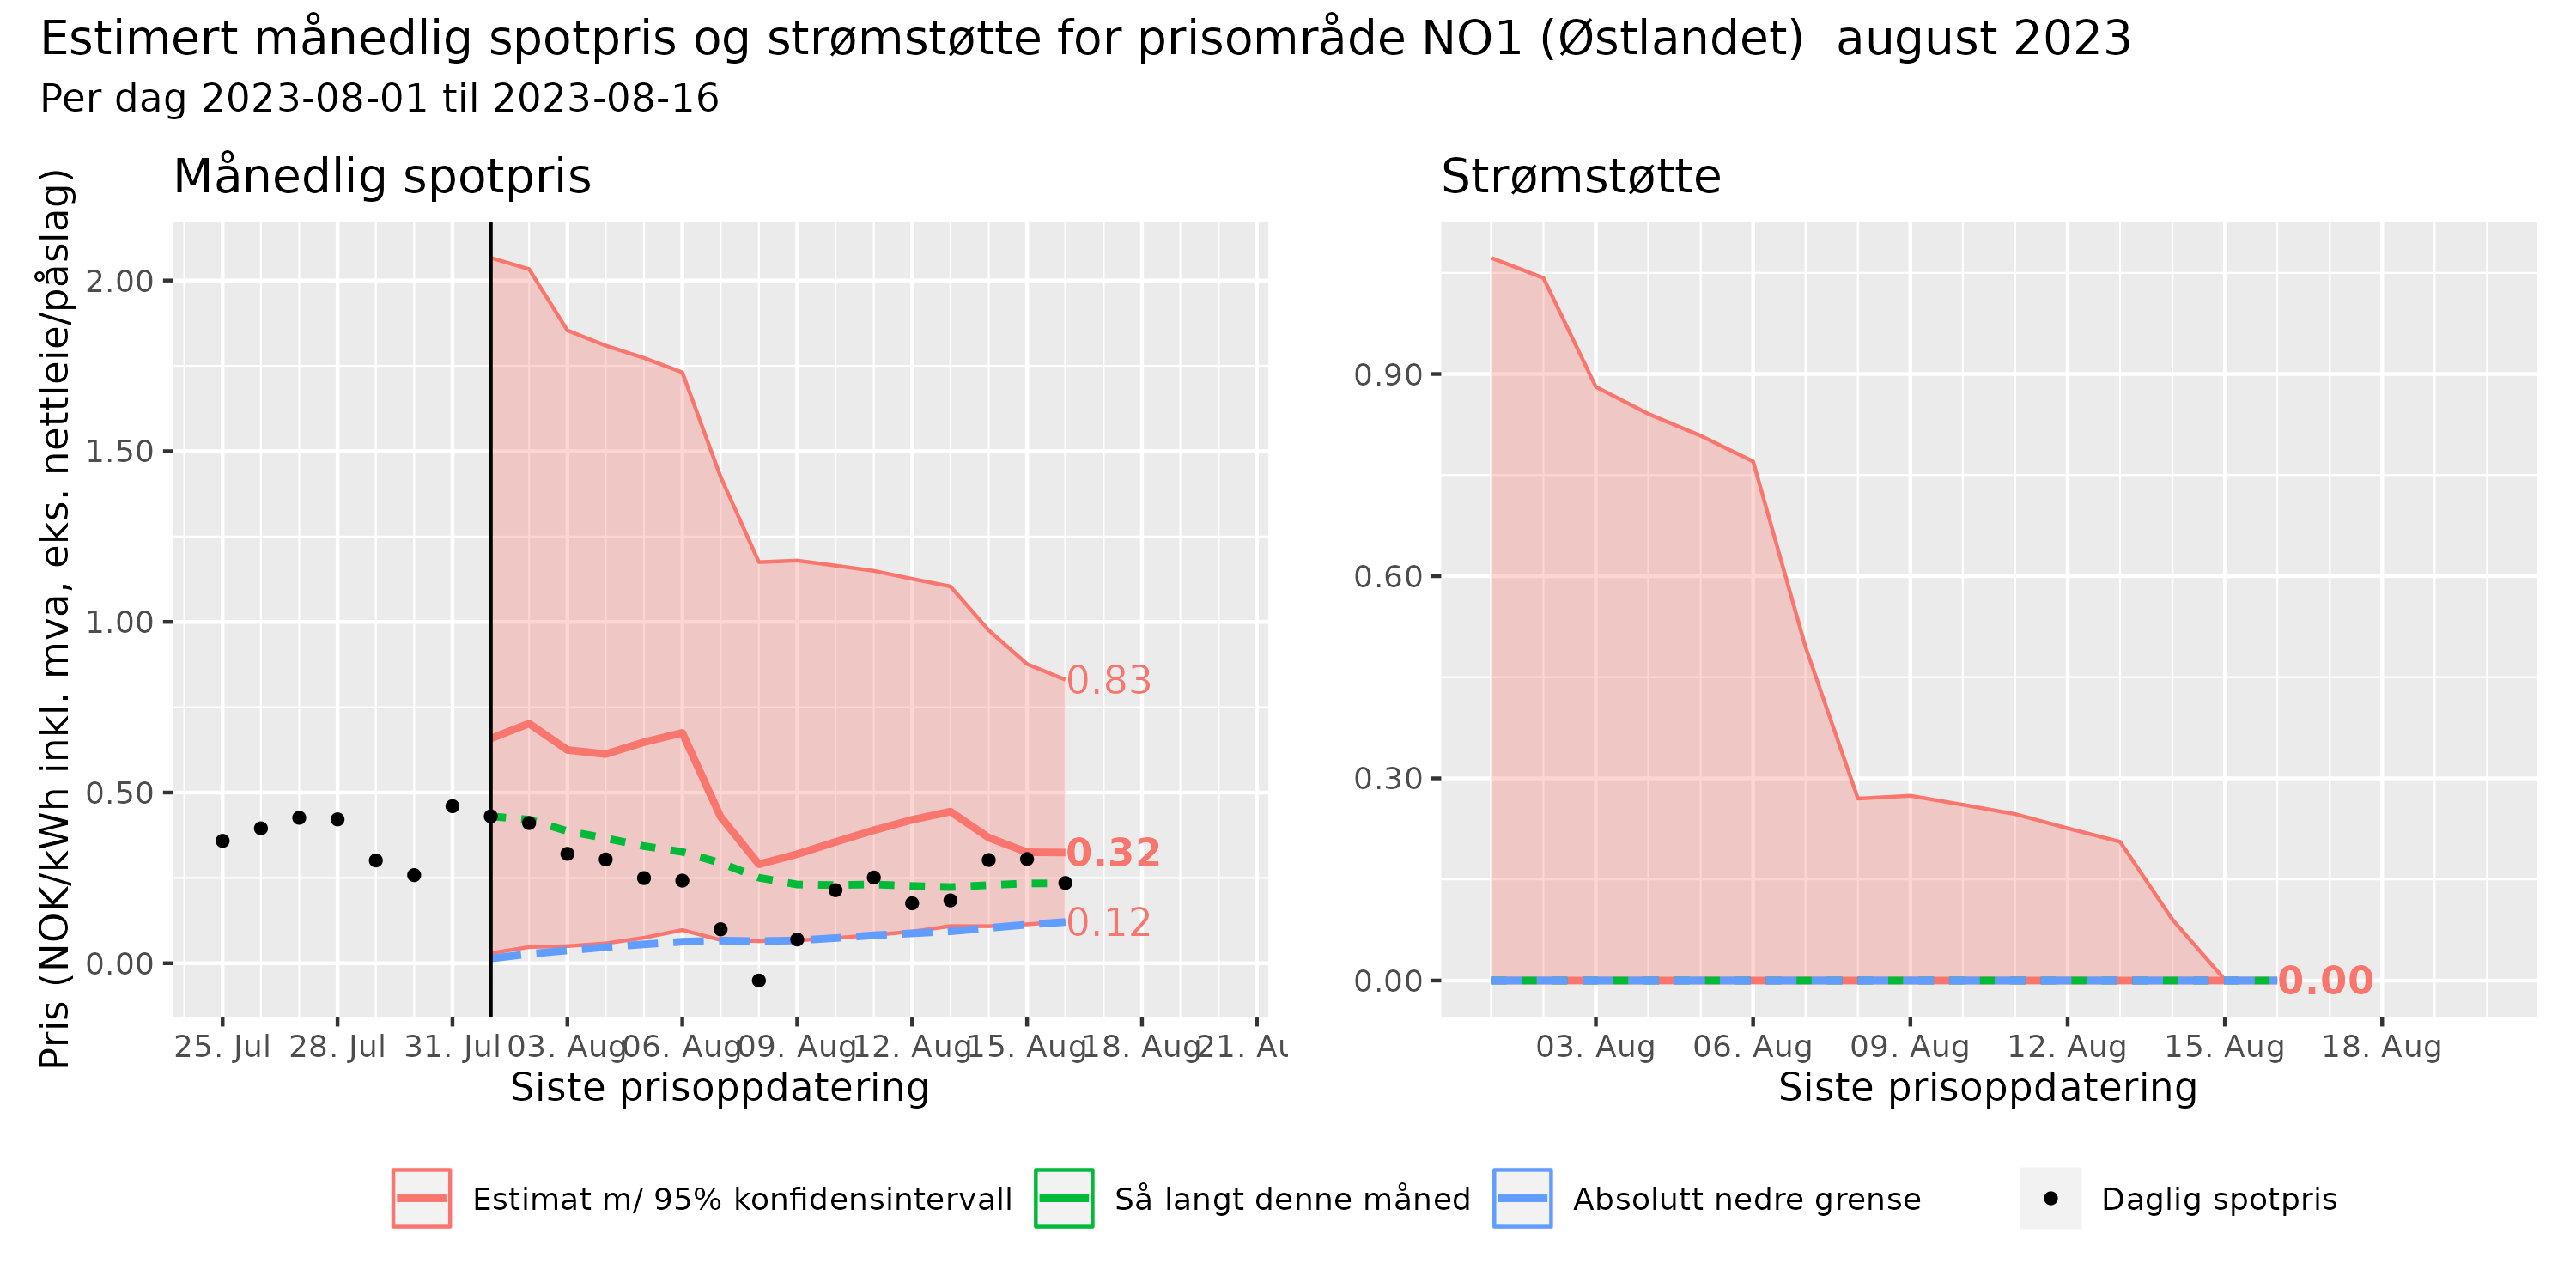 Estimert månedlig spotpris og strømstøtte for prisområde NO1 (Østlandet)  august 2023
Per dag 2023-08-01 til 2023-08-16
Månedlig spotpris
Pris (NOK/kWh inkl. mva, eks. nettleie/påslag)
2.00
1.50
1.00
0.50
0.00
0.83
0.32
0.12
25. Jul 28. Jul 31. Jul 03. Aug 06. Aug 09. Aug 12. Aug 15. Aug 18. Aug 21. Au
Siste prisoppdatering
Strømstøtte
0.90
0.60
0.30
0.00
0.00
03. Aug 06. Aug 09. Aug 12. Aug 15. Aug 18. Aug
Siste prisoppdatering
Estimat m/ 95% konfidensintervall Så langt denne måned Absolutt nedre grense Daglig spotpris